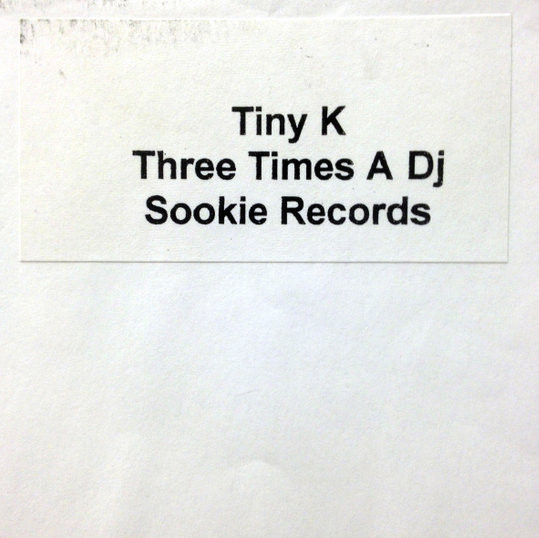 Tiny K
Three Times A Dj
Sookie Records